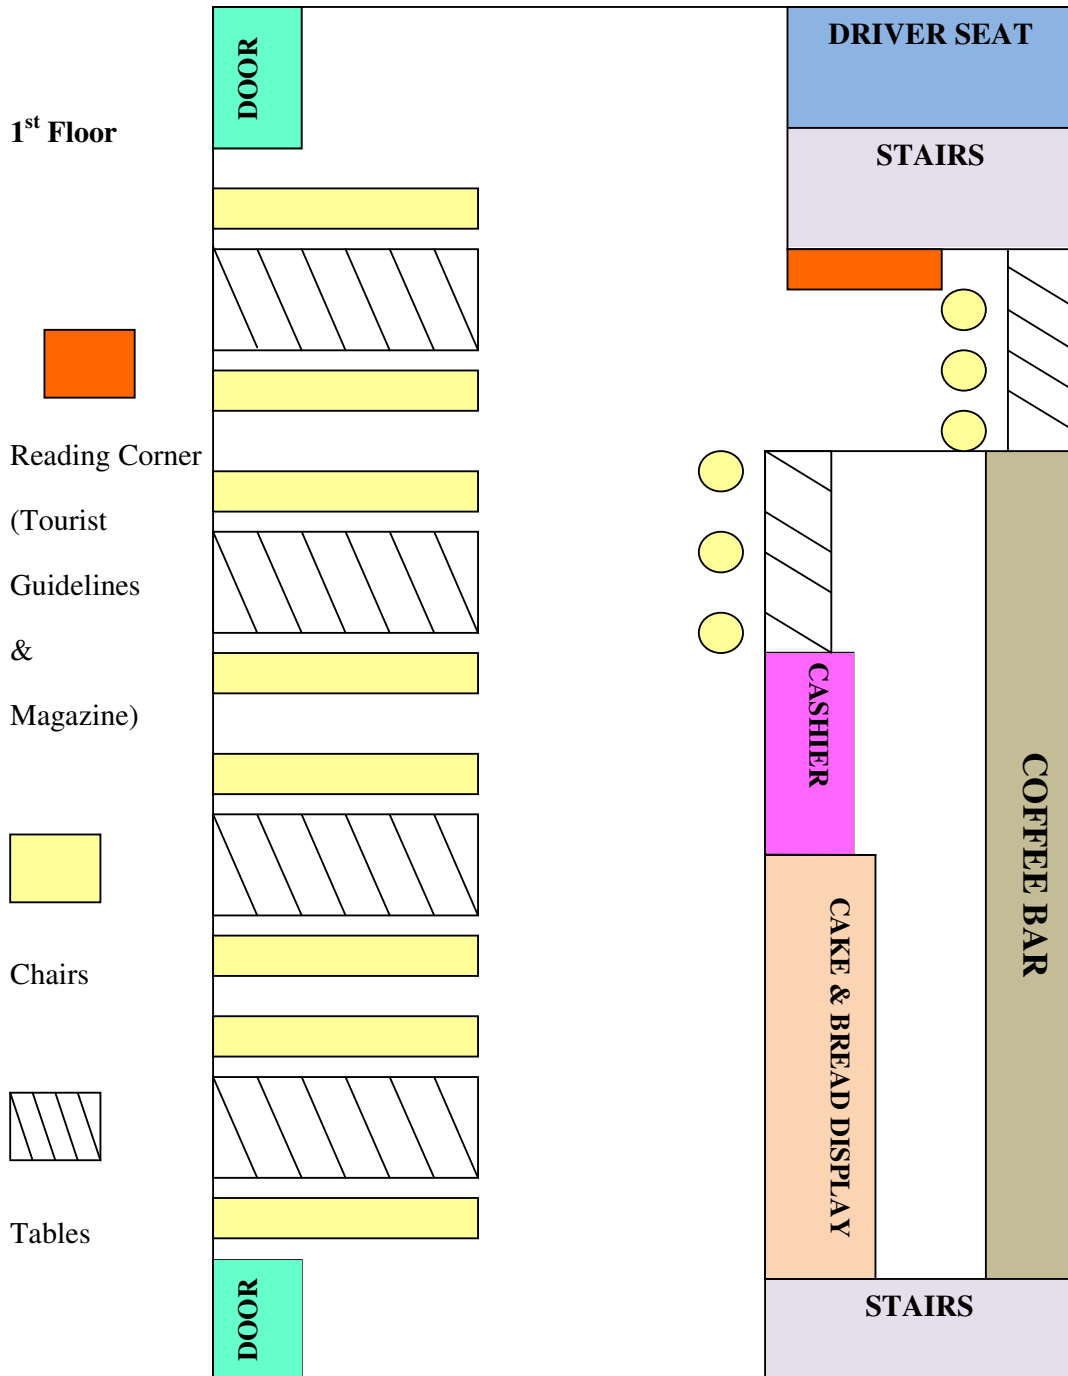 DOOR
DRIVER SEAT
1st Floor
STAIRS
Reading Corner
(Tourist
Guidelines
&
Magazine)
CASHIER
COFFEE BAR
Chairs
CAKE & BREAD DISPLAY
Tables
DOOR
STAIRS